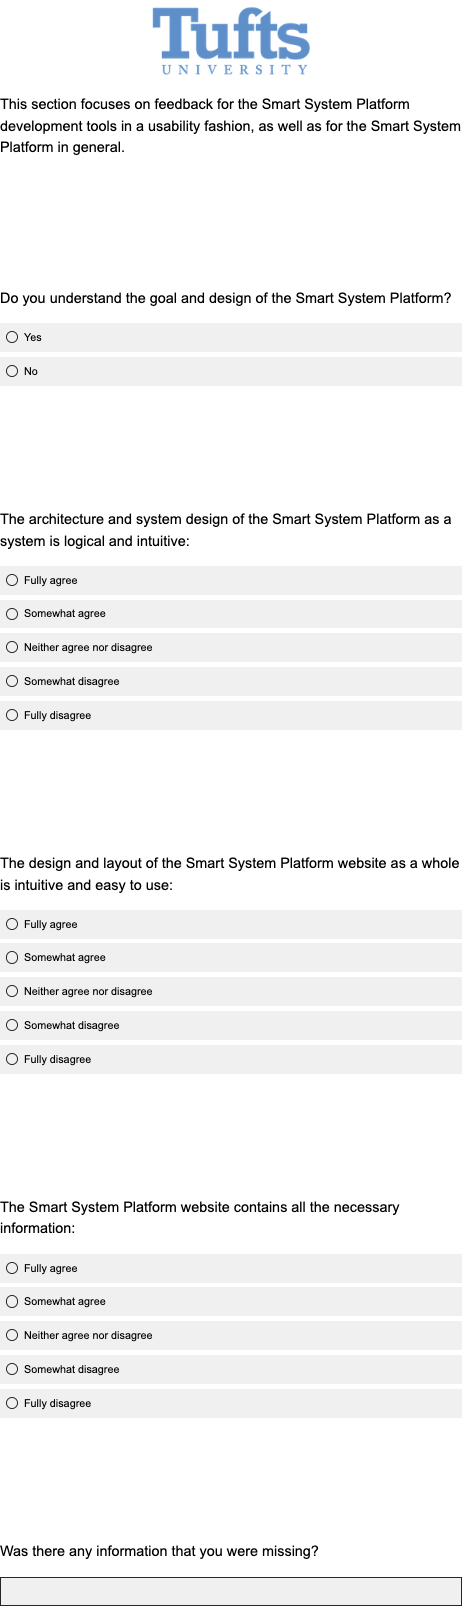 Tufts
UNIVERSITY
This section focuses on feedback for the Smart System Platform
development tools in a usability fashion, as well as for the Smart System
Platform in general.
Do you understand the goal and design of the Smart System Platform?
Yes
No
The architecture and system design of the Smart System Platform as a
system is logical and intuitive:
Fully agree
Somewhat agree
Neither agree nor disagree
Somewhat disagree
Fully disagree
The design and layout of the Smart System Platform website as a whole
is intuitive and easy to use:
Fully agree
Somewhat agree
Neither agree nor disagree
Somewhat disagree
Fully disagree
The Smart System Platform website contains all the necessary
information:
Fully agree
Somewhat agree
Neither agree nor disagree
Somewhat disagree
Fully disagree
Was there any information that you were missing?